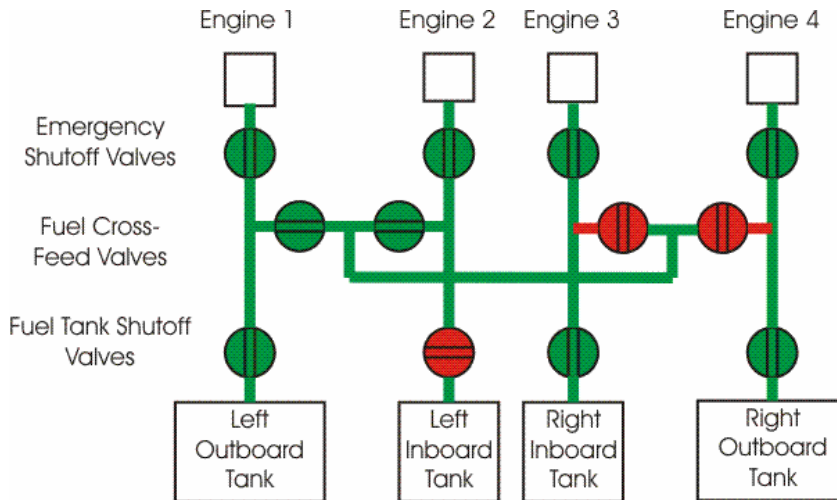 Engine 1
Engine 2
Engine 3
Engine 4
Emergency
Shutoff Valves
Fuel Cross-
Feed Valves
Fuel Tank Shutoff
Valves
Left
Outboard
Tank
Left
Inboard
Tank
Right
Inboard
Tank
Right
Outboard
Tank